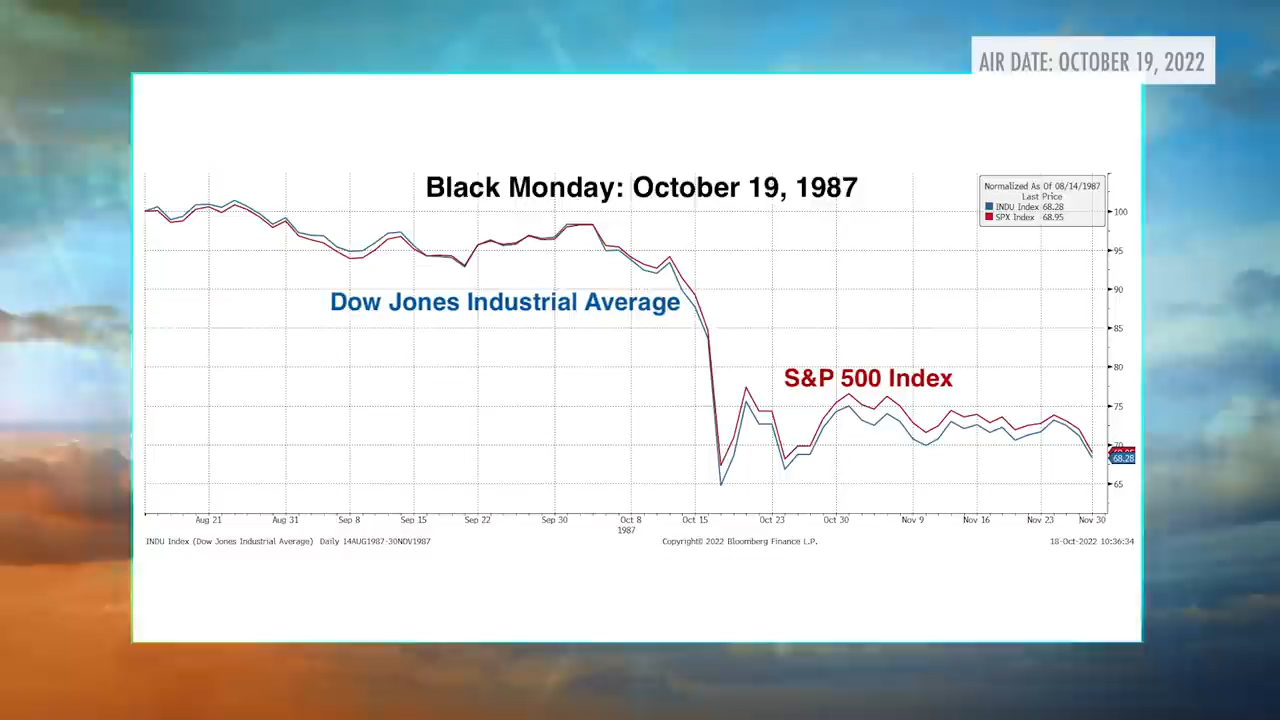 AIR DATE: OCTOBER 19, 2022
Black Monday: October 19, 1987
Normalized As Of 08/14/1987
Last Price
INDU Index 68.28
SPX Index 68.95
100
95
90
Dow Jones Industrial Average
85
80
S&P 500 Index
75
70
68.28
65
Aug 21 Aug 31 Sep 8 Sep 15 Sep 22 Sep 30 Oct 8 Oct 15 Oct 23 Oct 30 Nov 9 Nov 16 Nov 23 Nov 30
1987
INDU Index (Dow Jones Industrial Average) Daily 14AUG1987-30NOV1987 Copyright© 2022 Bloomberg Finance L.P. 18-Oct-2022 10:36:34